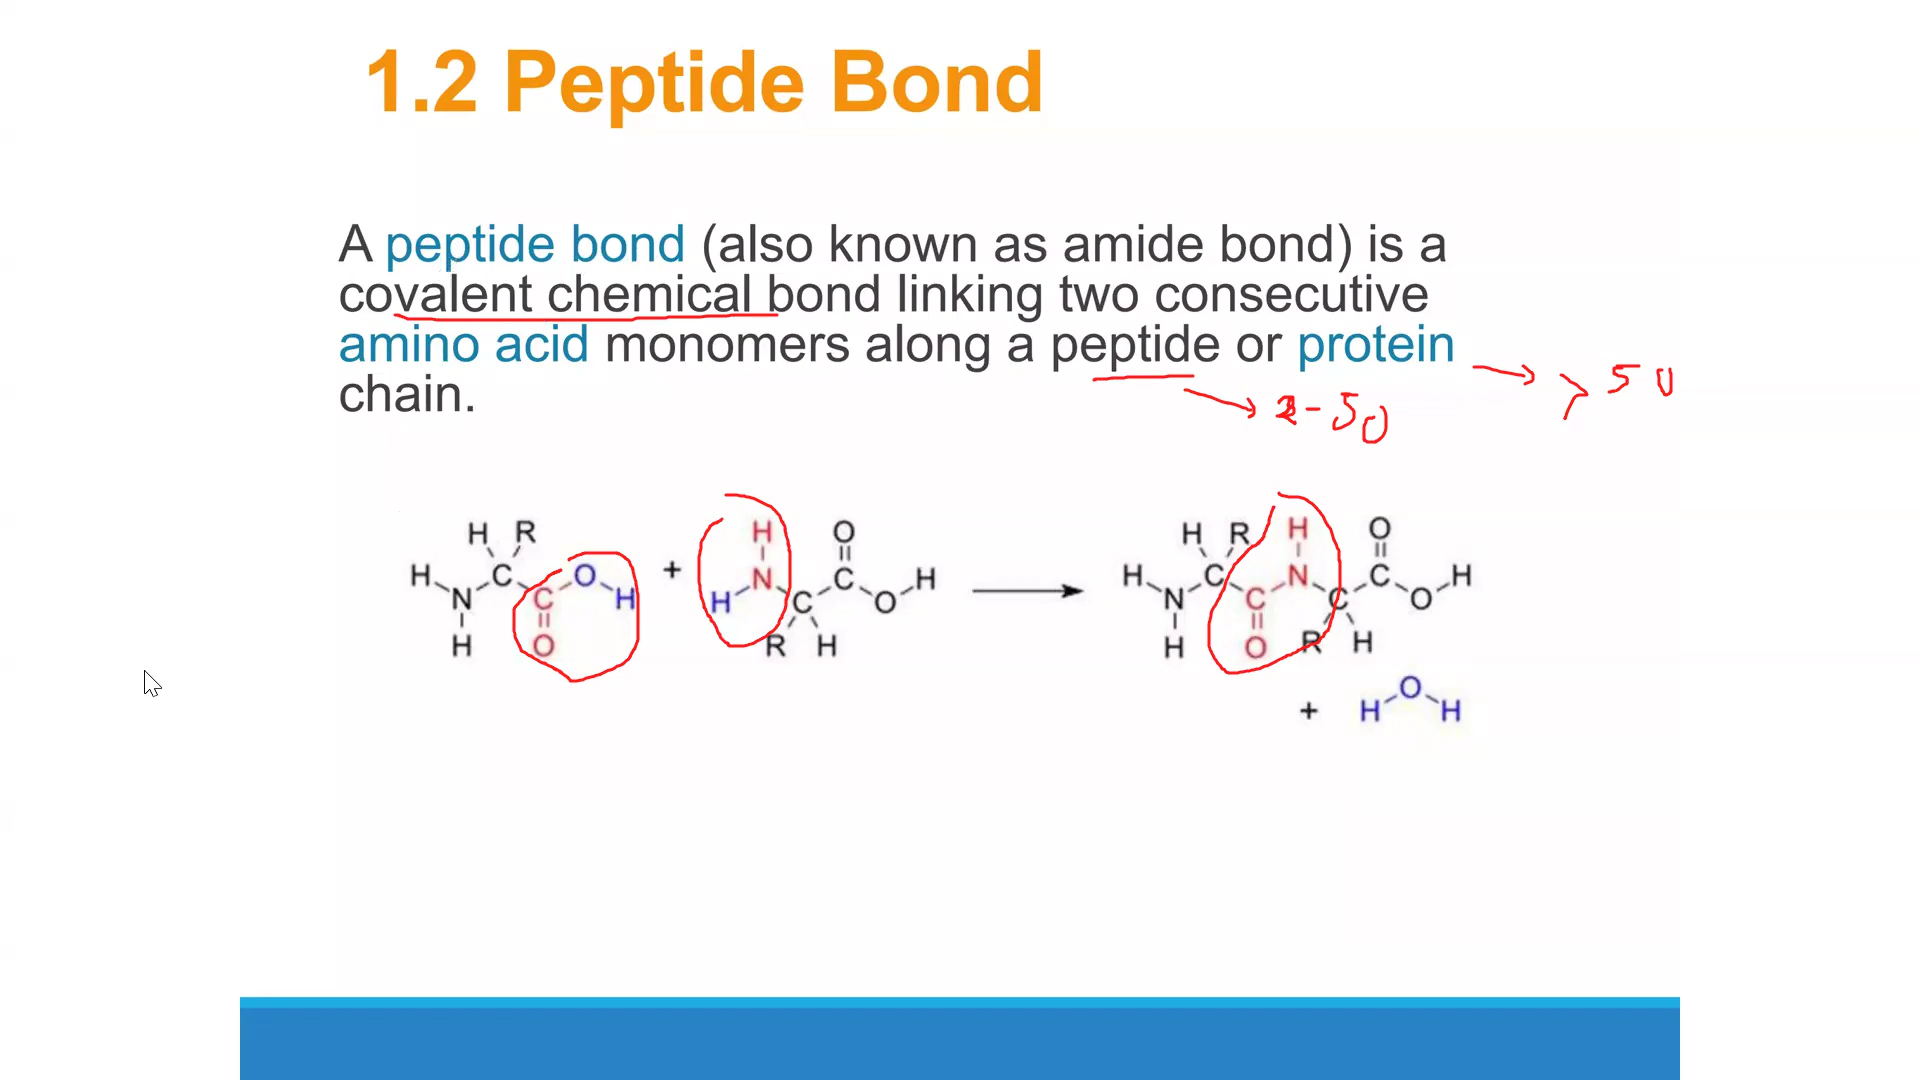 1.2 Peptide Bond
A peptide bond (also known as amide bond) is a
covalent chemical bond linking two consecutive
amino acid monomers along a peptide or protein
chain.
> 50
2-50
H R H O H R H O
H N C C O H + H N C C O H H N C C N C C O H
H O R H H O R H
+ H O H